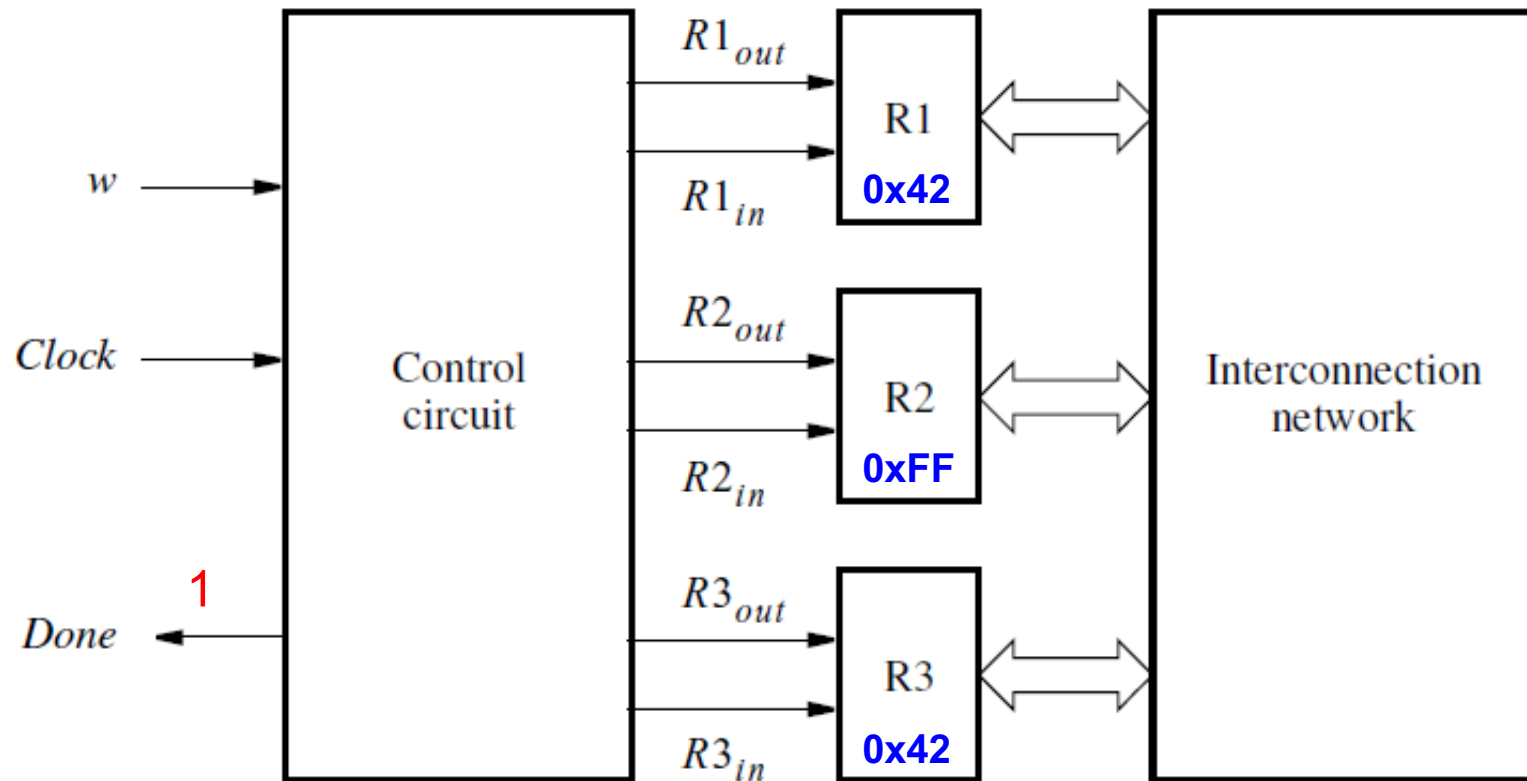 w
Clock
1
Done
Control
circuit
R1out
R1in
R2out
R2in
R3out
R3in
R1
0x42
R2
0xFF
R3
0x42
Interconnection
network